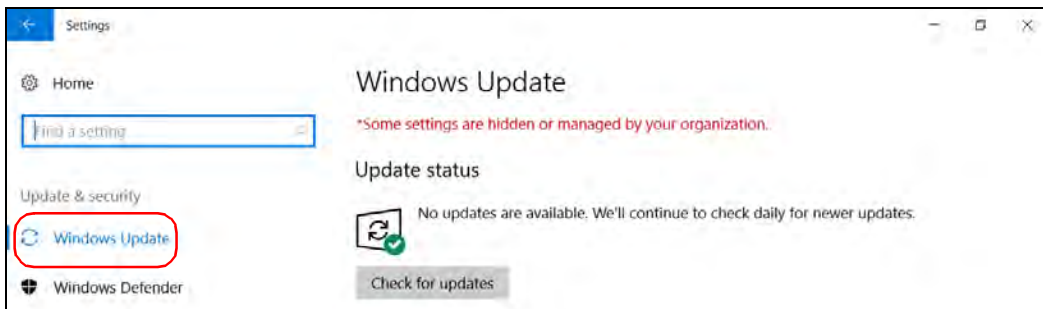 Settings
Home
Find a setting
Update & security
Windows Update
Windows Defender
Windows Update
*Some settings are hidden or managed by your organization.
Update status
No updates are available. We'll continue to check daily for newer updates.
Check for updates